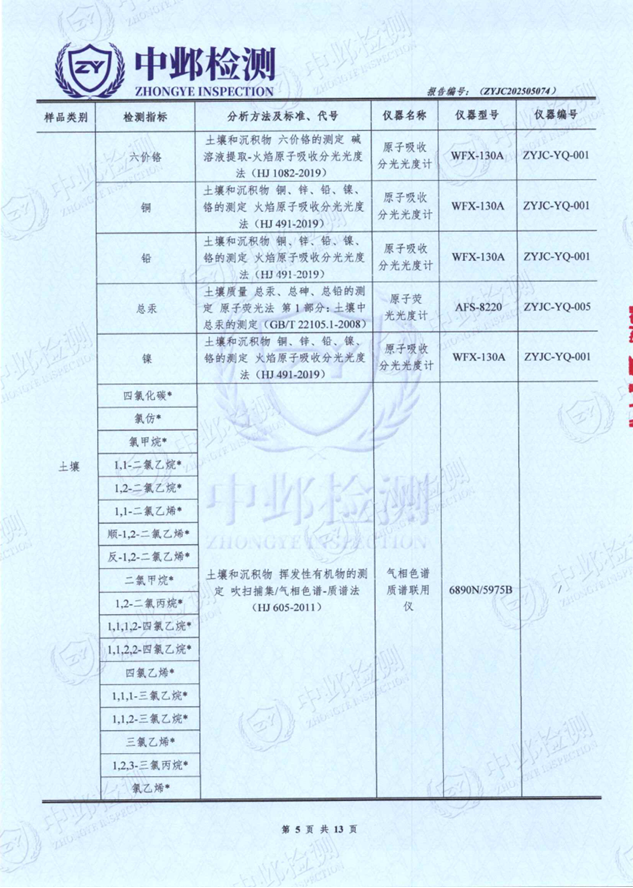 ZY
中邺检测
ZHONGYE INSPECTION
报告编号：（ZYJC202505074）
样品类别 检测指标 分析方法及标准、代号 仪器名称 仪器型号 仪器编号
土壤
六价铬
土壤和沉积物 六价铬的测定 碱
溶液提取-火焰原子吸收分光光度
法（HJ 1082-2019）
原子吸收
分光光度计
WFX-130A ZYJC-YQ-001
铜
土壤和沉积物 铜、锌、铅、镍、
铬的测定 火焰原子吸收分光光度
法（HJ 491-2019）
原子吸收
分光光度计
WFX-130A ZYJC-YQ-001
铅
土壤和沉积物 铜、锌、铅、镍、
铬的测定 火焰原子吸收分光光度
法（HJ 491-2019）
原子吸收
分光光度计
WFX-130A ZYJC-YQ-001
总汞
土壤质量 总汞、总砷、总铅的测
定 原子荧光法 第 1 部分：土壤中
总汞的测定（GB/T 22105.1-2008）
原子荧
光光度计
AFS-8220 ZYJC-YQ-005
镍
土壤和沉积物 铜、锌、铅、镍、
铬的测定 火焰原子吸收分光光度
法（HJ 491-2019）
原子吸收
分光光度计
WFX-130A ZYJC-YQ-001
四氯化碳*
氯仿*
氯甲烷*
1,1-二氯乙烷*
1,2-二氯乙烷*
1,1-二氯乙烯*
顺-1,2-二氯乙烯*
反-1,2-二氯乙烯*
二氯甲烷*
1,2-二氯丙烷*
1,1,1,2-四氯乙烷*
1,1,2,2-四氯乙烷*
四氯乙烯*
1,1,1-三氯乙烷*
1,1,2-三氯乙烷*
三氯乙烯*
1,2,3-三氯丙烷*
氯乙烯*
土壤和沉积物 挥发性有机物的测
定 吹扫捕集/气相色谱-质谱法
（HJ 605-2011）
气相色谱
质谱联用
仪
6890N/5975B /
第 5 页 共 13 页